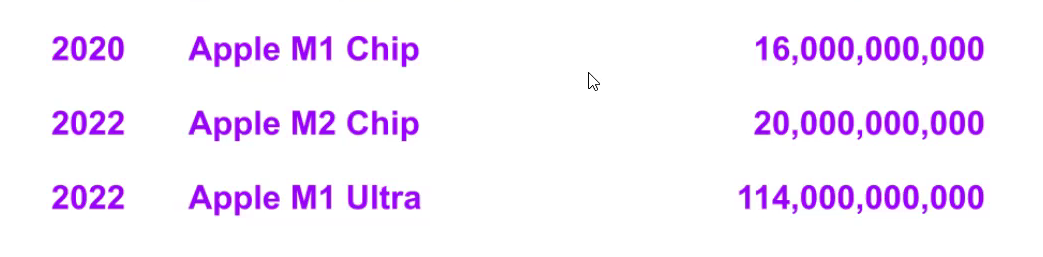 2020 Apple M1 Chip 16,000,000,000
2022 Apple M2 Chip 20,000,000,000
2022 Apple M1 Ultra 114,000,000,000